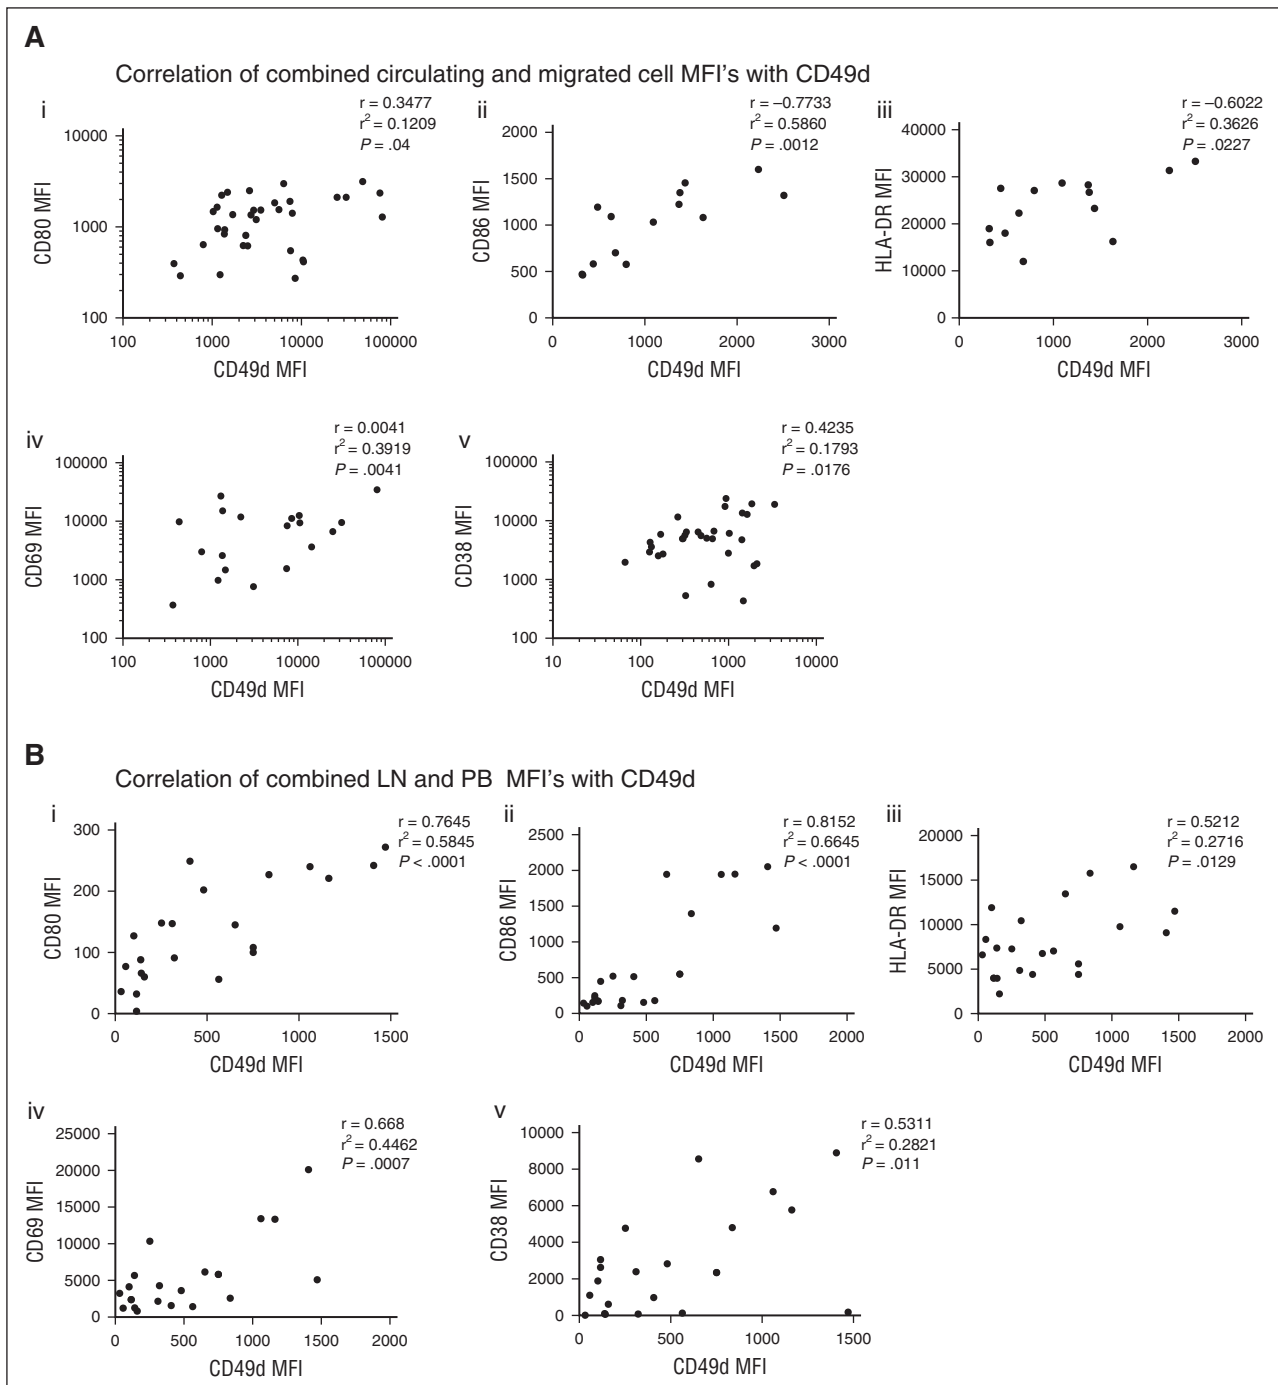 A
Correlation of combined circulating and migrated cell MFI's with CD49d
i
r = 0.3477
r² = 0.1209
P = .04
10000
1000
100
CD80 MFI
100 1000 10000 100000
CD49d MFI
ii
r = –0.7733
r² = 0.5860
P = .0012
2000
1500
1000
500
0
CD86 MFI
0 1000 2000 3000
CD49d MFI
iii
r = –0.6022
r² = 0.3626
P = .0227
40000
30000
20000
10000
0
HLA-DR MFI
0 1000 2000 3000
CD49d MFI
iv
r = 0.0041
r² = 0.3919
P = .0041
100000
10000
1000
100
CD69 MFI
100 1000 10000 100000
CD49d MFI
v
r = 0.4235
r² = 0.1793
P = .0176
100000
10000
1000
100
CD38 MFI
10 100 1000 10000
CD49d MFI
B
Correlation of combined LN and PB MFI's with CD49d
i
r = 0.7645
r² = 0.5845
P < .0001
300
200
100
0
CD80 MFI
0 500 1000 1500
CD49d MFI
ii
r = 0.8152
r² = 0.6645
P < .0001
2500
2000
1500
1000
500
0
CD86 MFI
0 500 1000 1500 2000
CD49d MFI
iii
r = 0.5212
r² = 0.2716
P = .0129
20000
15000
10000
5000
0
HLA-DR MFI
0 500 1000 1500 2000
CD49d MFI
iv
r = 0.668
r² = 0.4462
P = .0007
25000
20000
15000
10000
5000
0
CD69 MFI
0 500 1000 1500 2000
CD49d MFI
v
r = 0.5311
r² = 0.2821
P = .011
10000
8000
6000
4000
2000
0
CD38 MFI
0 500 1000 1500
CD49d MFI